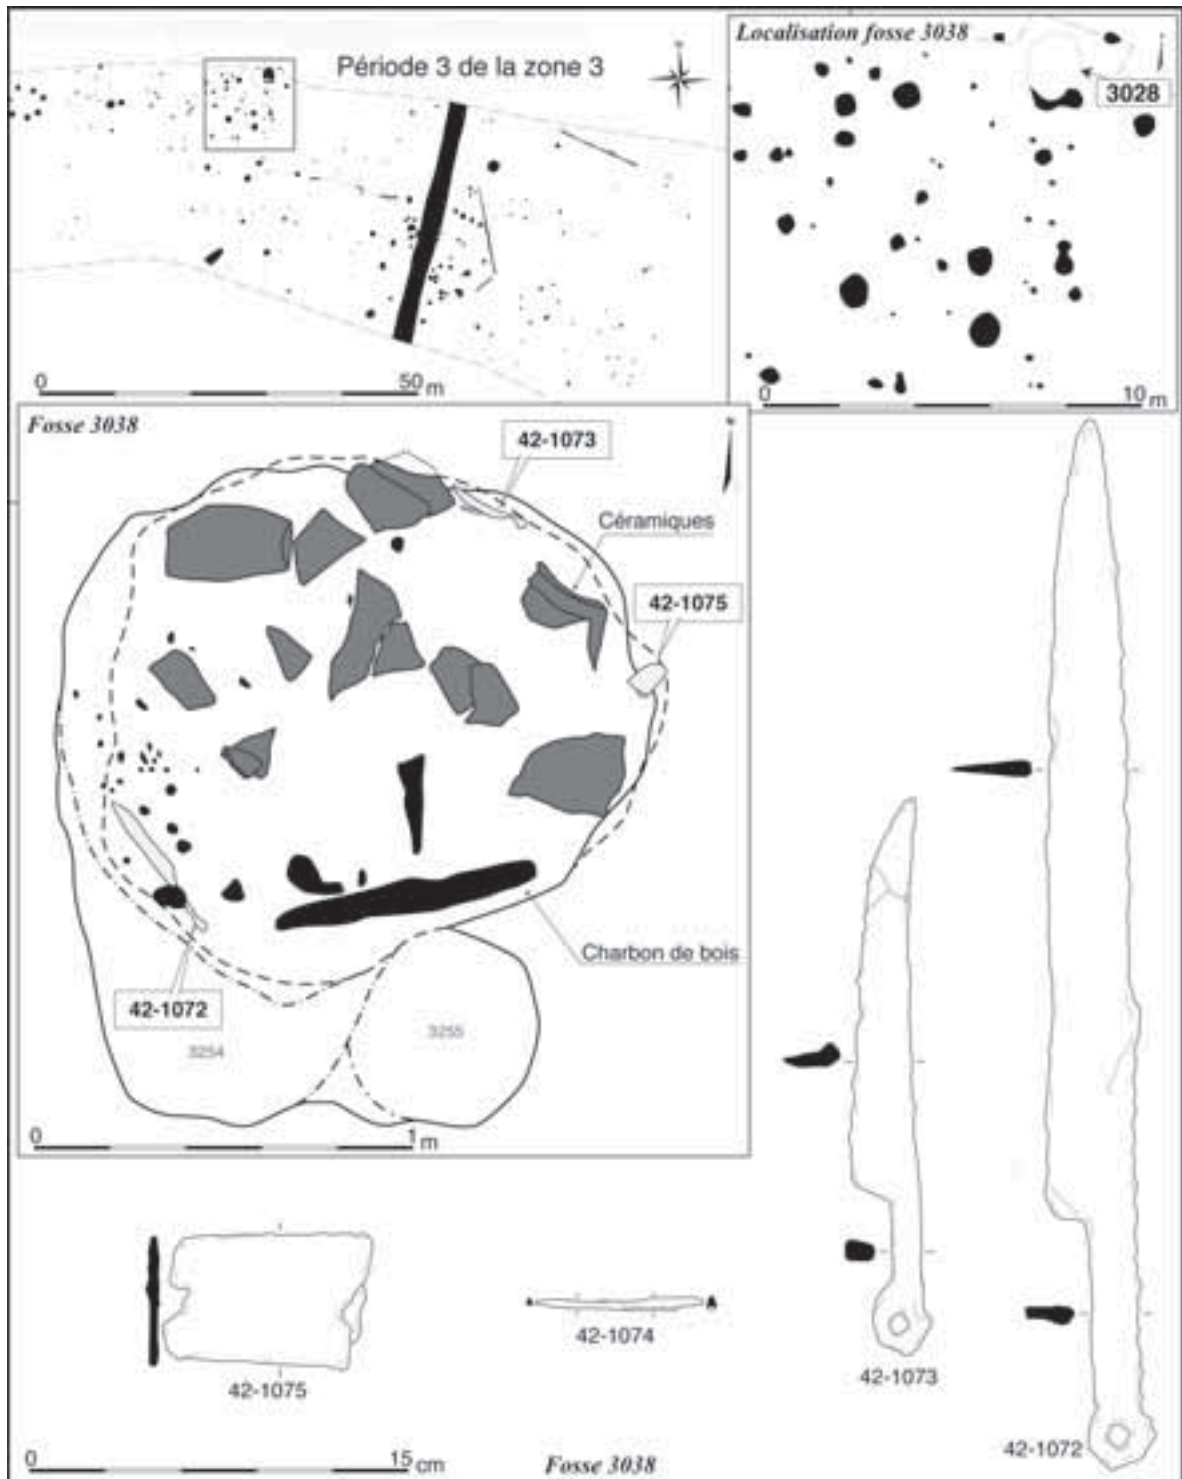 Période 3 de la zone 3
0 50 m
Localisation fosse 3038
3028
0 10 m
Fosse 3038
42-1073
Céramiques
42-1075
Charbon de bois
42-1072
3254
3255
0 1 m
42-1075
42-1074
42-1073
42-1072
0 15 cm
Fosse 3038